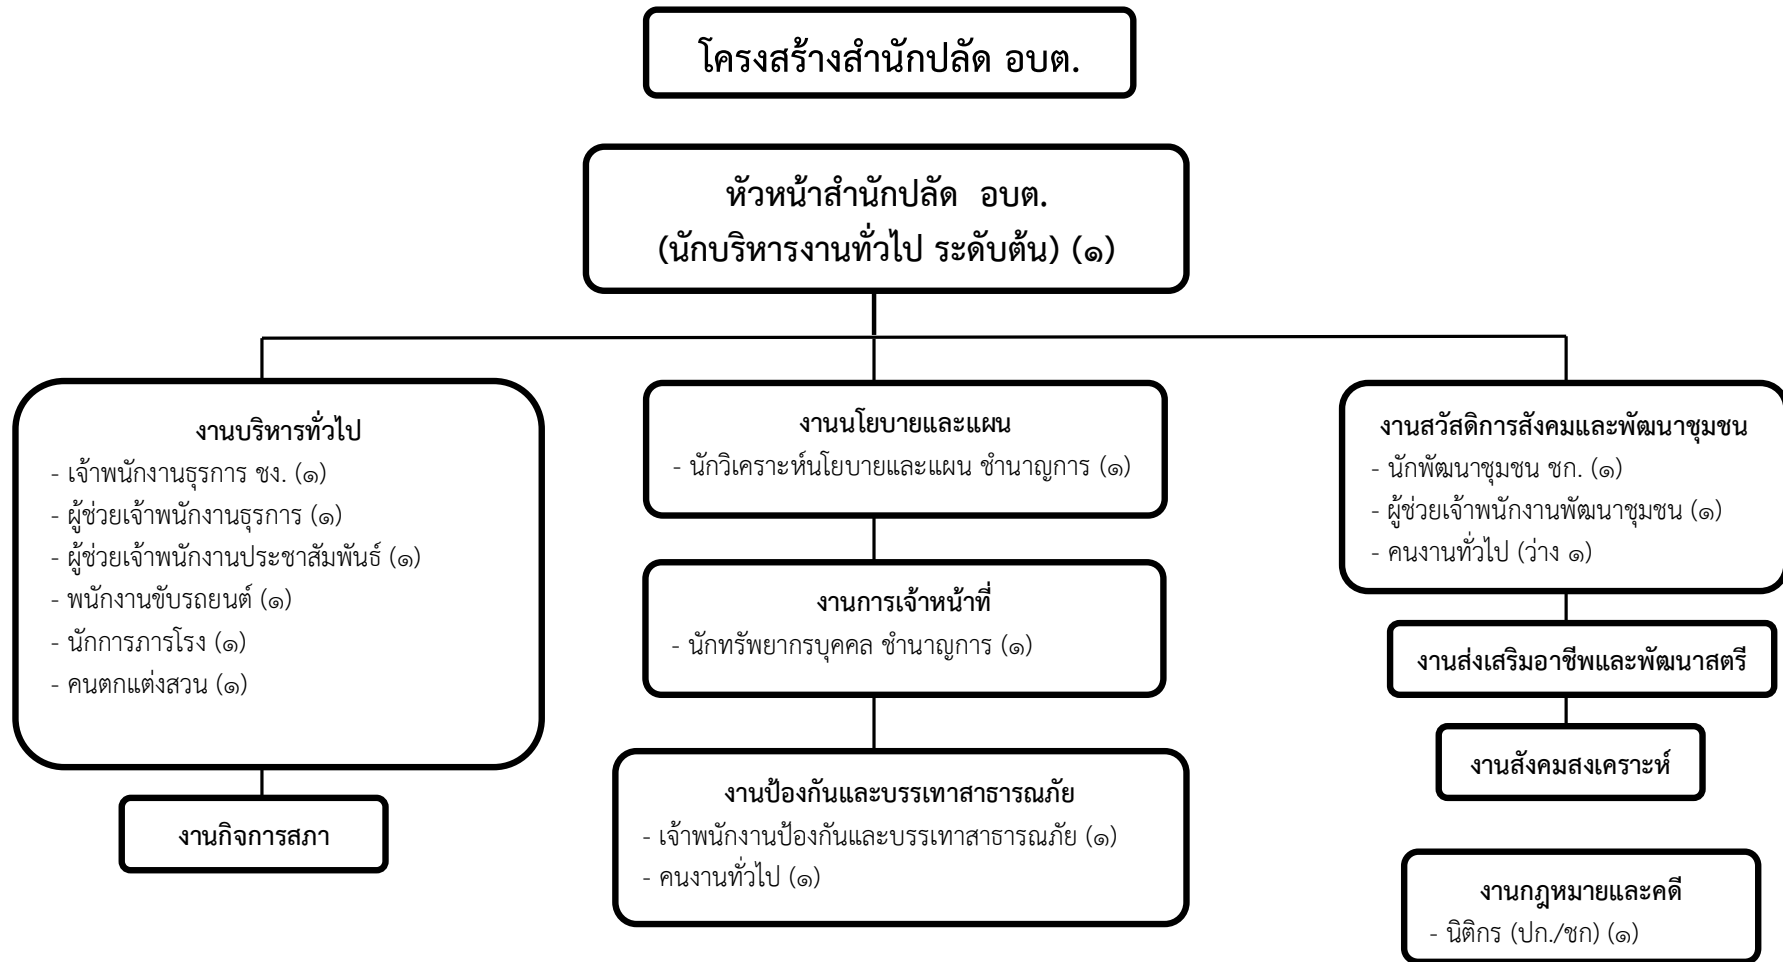 โครงสร้างสำนักปลัด อบต.
หัวหน้าสำนักปลัด อบต.
(นักบริหารงานทั่วไป ระดับต้น) (๑)
งานบริหารทั่วไป
- เจ้าพนักงานธุรการ ชง. (๑)
- ผู้ช่วยเจ้าพนักงานธุรการ (๑)
- ผู้ช่วยเจ้าพนักงานประชาสัมพันธ์ (๑)
- พนักงานขับรถยนต์ (๑)
- นักการภารโรง (๑)
- คนตกแต่งสวน (๑)
งานกิจการสภา
งานนโยบายและแผน
- นักวิเคราะห์นโยบายและแผน ชำนาญการ (๑)
งานการเจ้าหน้าที่
- นักทรัพยากรบุคคล ชำนาญการ (๑)
งานป้องกันและบรรเทาสาธารณภัย
- เจ้าพนักงานป้องกันและบรรเทาสาธารณภัย (๑)
- คนงานทั่วไป (๑)
งานสวัสดิการสังคมและพัฒนาชุมชน
- นักพัฒนาชุมชน ชก. (๑)
- ผู้ช่วยเจ้าพนักงานพัฒนาชุมชน (๑)
- คนงานทั่วไป (ว่าง ๑)
งานส่งเสริมอาชีพและพัฒนาสตรี
งานสังคมสงเคราะห์
งานกฎหมายและคดี
- นิติกร (ปก./ชก) (๑)